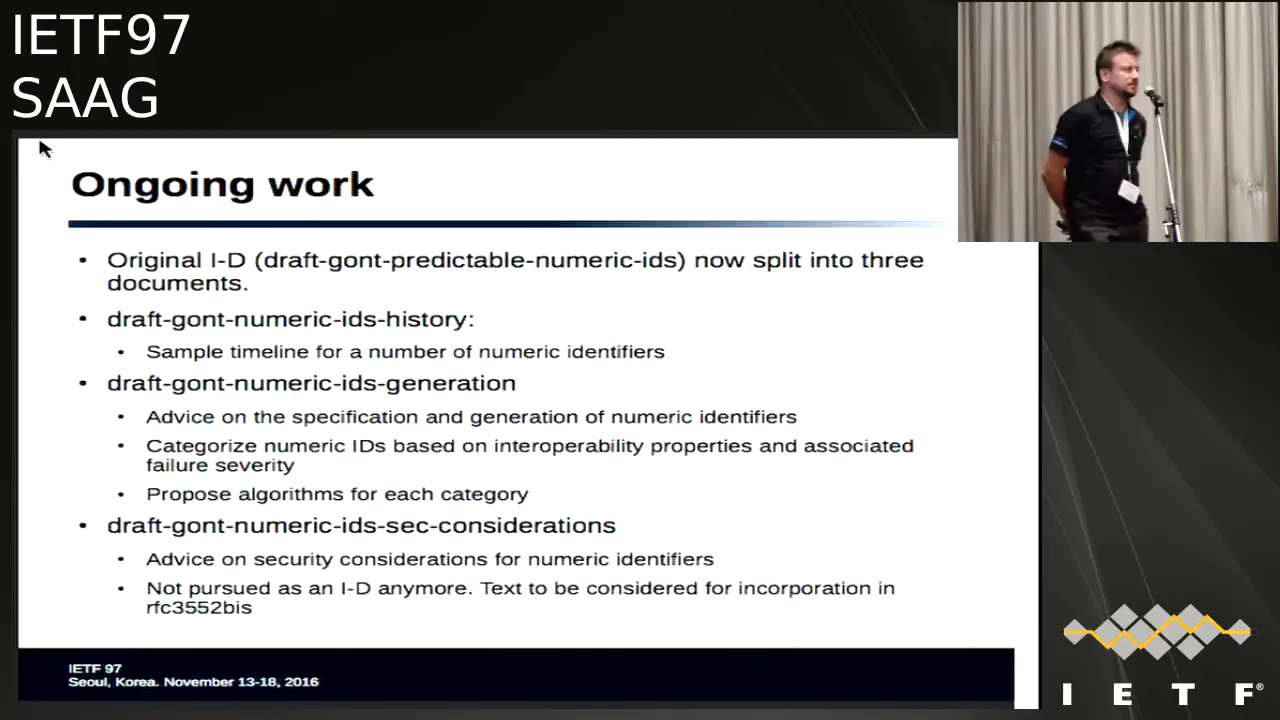 IETF97
SAAG
Ongoing work
• Original I-D (draft-gont-predictable-numeric-ids) now split into three
documents.
• draft-gont-numeric-ids-history:
• Sample timeline for a number of numeric identifiers
• draft-gont-numeric-ids-generation
• Advice on the specification and generation of numeric identifiers
• Categorize numeric IDs based on interoperability properties and associated
failure severity
• Propose algorithms for each category
• draft-gont-numeric-ids-sec-considerations
• Advice on security considerations for numeric identifiers
• Not pursued as an I-D anymore. Text to be considered for incorporation in
rfc3552bis
IETF 97
Seoul, Korea. November 13-18, 2016
I E T F®